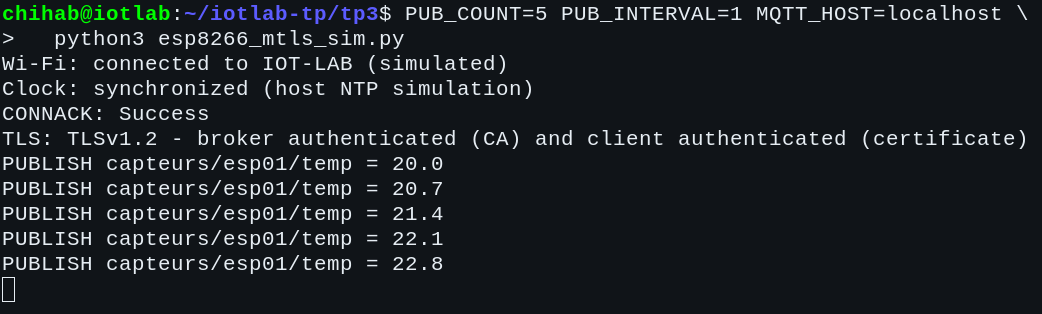 chihab@iotlab:~/iotlab-tp/tp3$ PUB_COUNT=5 PUB_INTERVAL=1 MQTT_HOST=localhost \
>   python3 esp8266_mtls_sim.py
Wi-Fi: connected to IOT-LAB (simulated)
Clock: synchronized (host NTP simulation)
CONNACK: Success
TLS: TLSv1.2 - broker authenticated (CA) and client authenticated (certificate)
PUBLISH capteurs/esp01/temp = 20.0
PUBLISH capteurs/esp01/temp = 20.7
PUBLISH capteurs/esp01/temp = 21.4
PUBLISH capteurs/esp01/temp = 22.1
PUBLISH capteurs/esp01/temp = 22.8